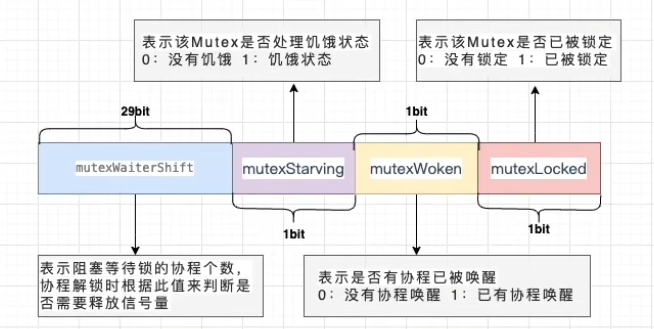 表示该Mutex是否处理饥饿状态
0：没有饥饿 1：饥饿状态
表示该Mutex是否已被锁定
0：没有锁定 1：已被锁定
29bit
1bit
mutexWaiterShift
mutexStarving
mutexWoken
mutexLocked
1bit
1bit
表示阻塞等待锁的协程个数，
协程解锁时根据此值来判断是
否需要释放信号量
表示是否有协程已被唤醒
0：没有协程唤醒 1：已有协程唤醒